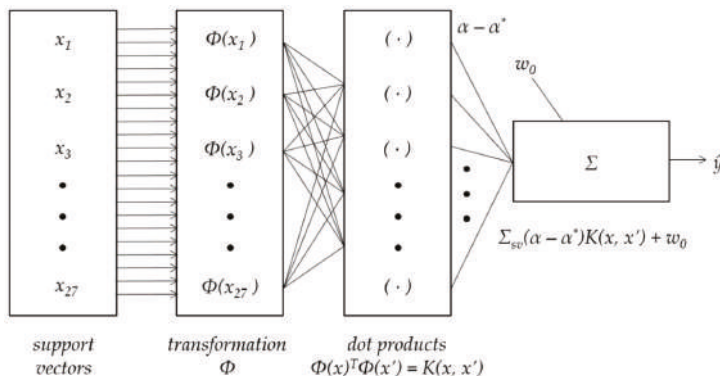 x₁ Φ(x₁) (·) α – α*
w₀
x₂ Φ(x₂) (·)
x₃ Φ(x₃) (·) Σ ŷ
Σₛᵥ(α – α*)K(x, x′) + w₀
x₂₇ Φ(x₂₇) (·)
support transformation dot products
vectors Φ Φ(x)ᵀΦ(x′) = K(x, x′)